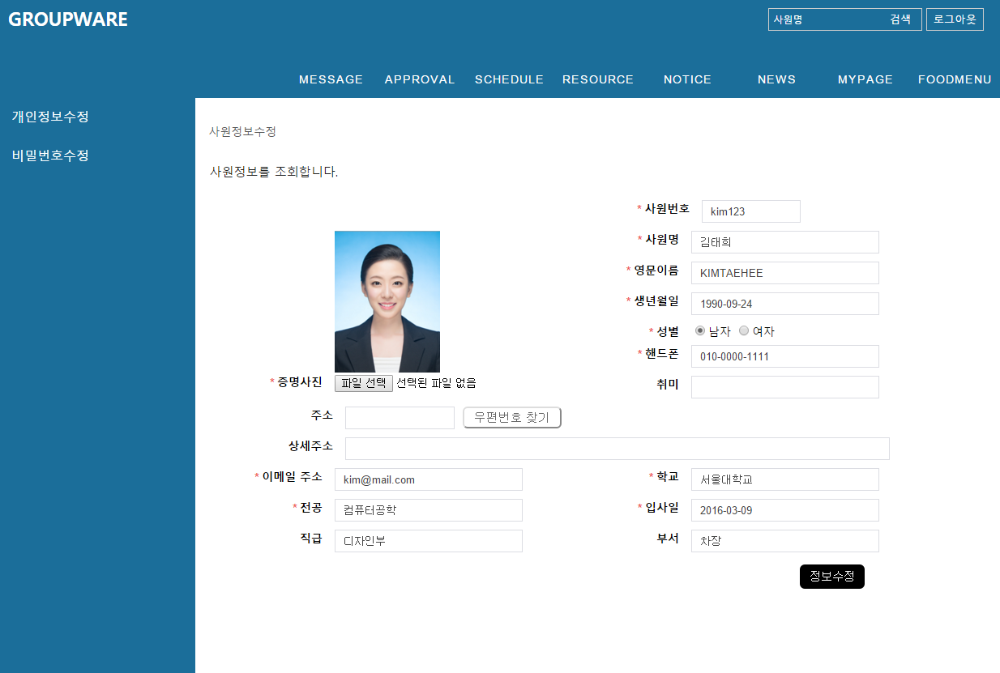 GROUPWARE
사원명 검색 로그아웃
MESSAGE APPROVAL SCHEDULE RESOURCE NOTICE NEWS MYPAGE FOODMENU
개인정보수정
비밀번호수정
사원정보수정
사원정보를 조회합니다.
* 사원번호 kim123
* 사원명 김태희
* 영문이름 KIMTAEHEE
* 생년월일 1990-09-24
* 성별 남자 여자
* 핸드폰 010-0000-1111
* 증명사진 파일 선택 선택된 파일 없음 취미
주소 우편번호 찾기
상세주소
* 이메일 주소 kim@mail.com * 학교 서울대학교
* 전공 컴퓨터공학 * 입사일 2016-03-09
직급 디자인부 부서 차장
정보수정